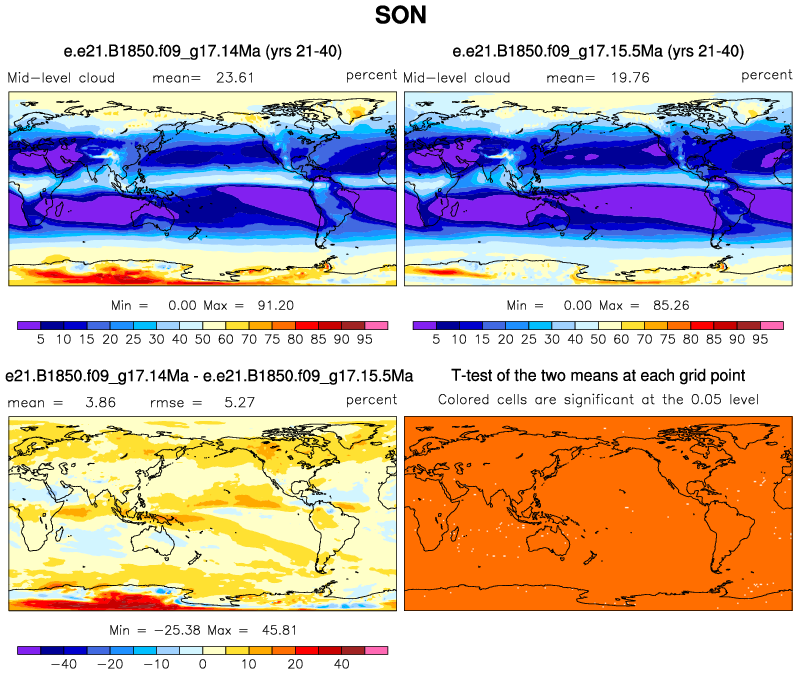 SON
e.e21.B1850.f09_g17.14Ma (yrs 21-40)
Mid-level cloud mean= 23.61 percent
Min = 0.00 Max = 91.20
5 10 15 20 25 30 40 50 60 70 75 80 85 90 95
e.e21.B1850.f09_g17.15.5Ma (yrs 21-40)
Mid-level cloud mean= 19.76 percent
Min = 0.00 Max = 85.26
5 10 15 20 25 30 40 50 60 70 75 80 85 90 95
e21.B1850.f09_g17.14Ma - e.e21.B1850.f09_g17.15.5Ma
mean = 3.86 rmse = 5.27 percent
Min = -25.38 Max = 45.81
-40 -20 -10 0 10 20 40
T-test of the two means at each grid point
Colored cells are significant at the 0.05 level